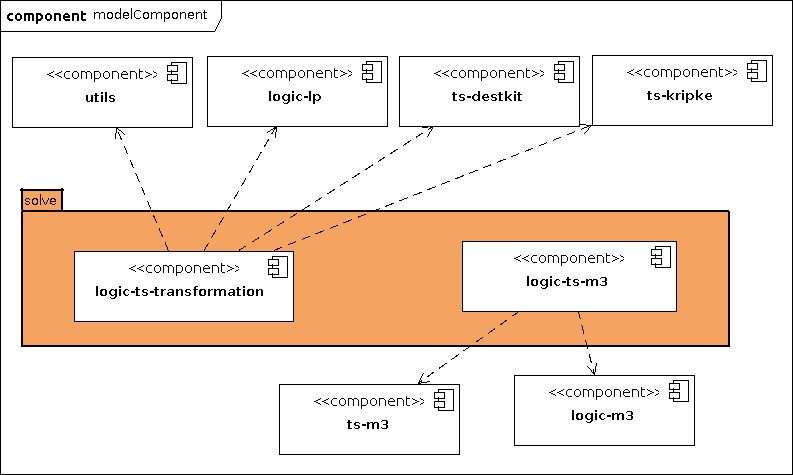 component modelComponent
<<component>>
utils
<<component>>
logic-lp
<<component>>
ts-destkit
<<component>>
ts-kripke
solve
<<component>>
logic-ts-transformation
<<component>>
logic-ts-m3
<<component>>
ts-m3
<<component>>
logic-m3